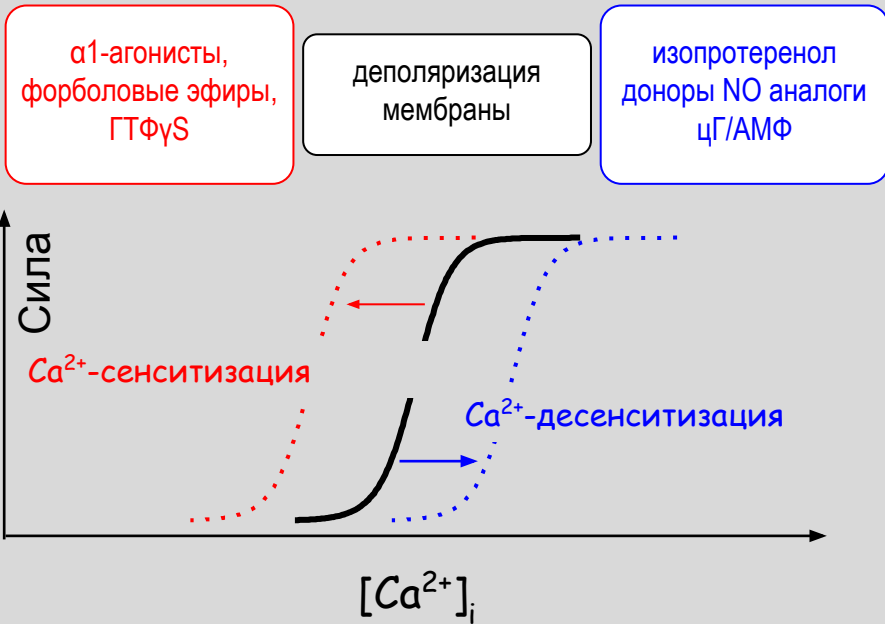 α1-агонисты,
форболовые эфиры,
ГТФγS
деполяризация
мембраны
изопротеренол
доноры NO аналоги
цГ/АМФ
Сила
Ca²⁺-сенситизация
Ca²⁺-десенситизация
[Ca²⁺]ᵢ